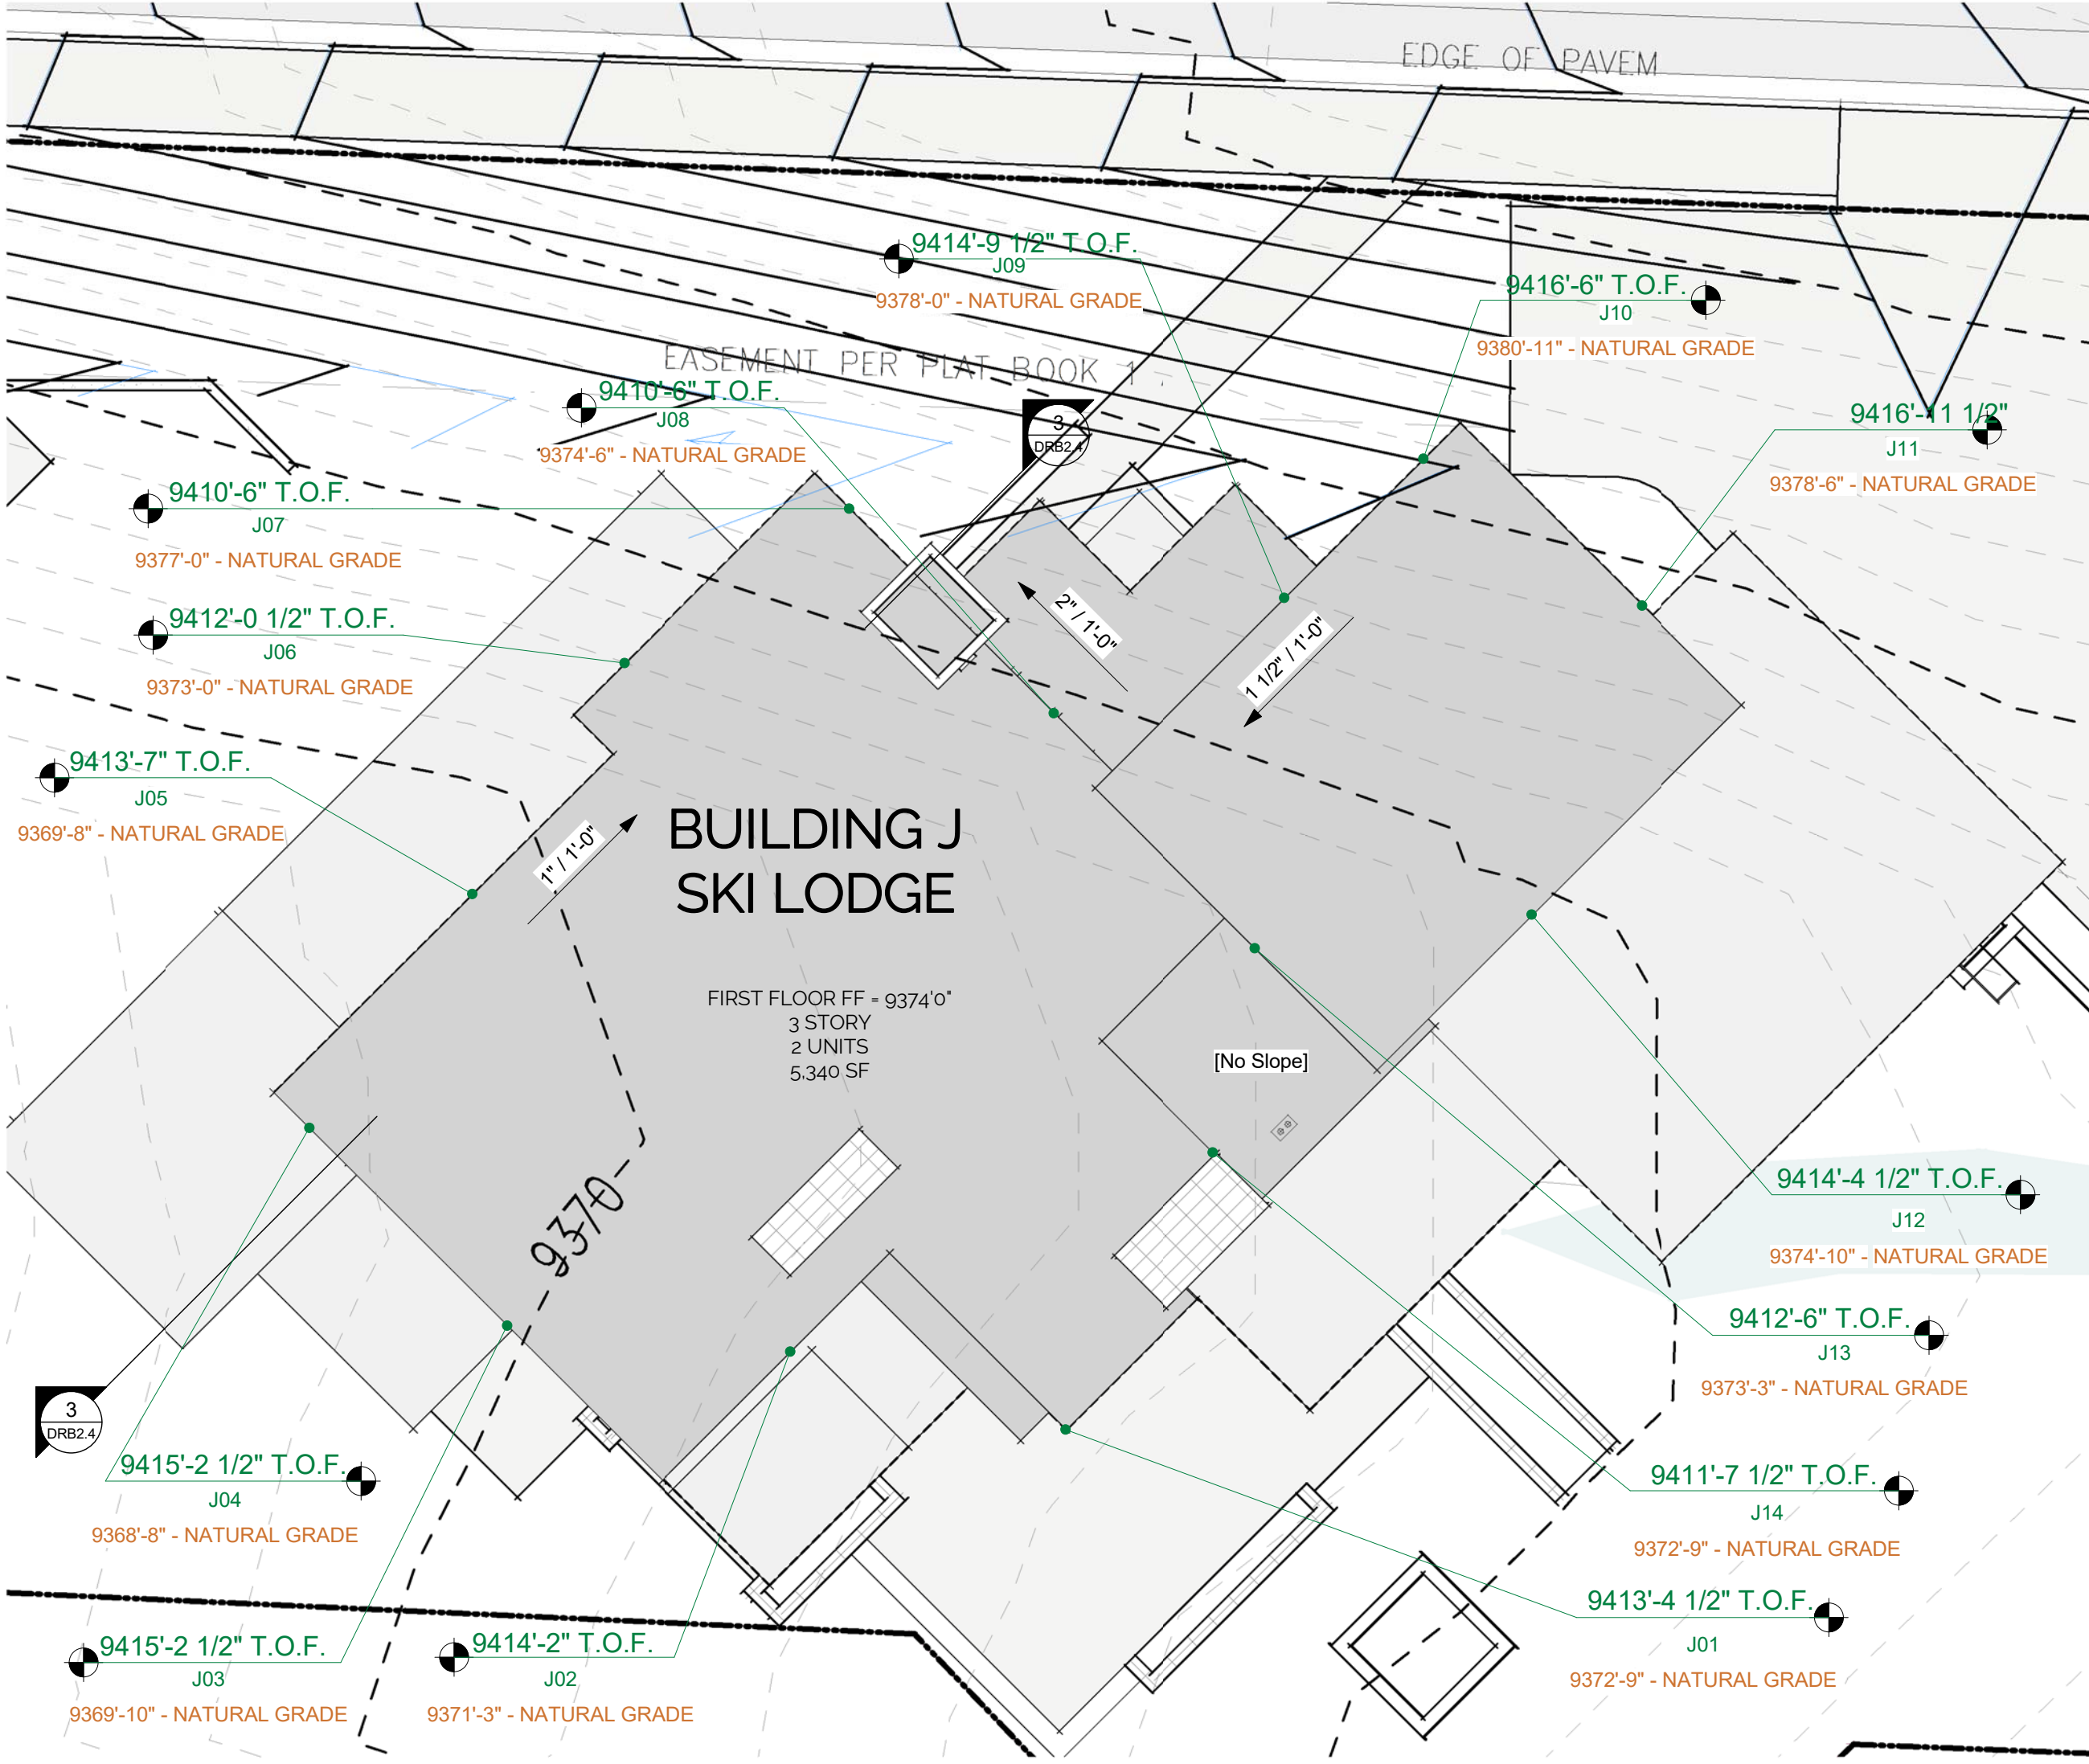 EDGE OF PAVEM
9414'-9 1/2" T.O.F.
J09
9378'-0" - NATURAL GRADE
9416'-6" T.O.F.
J10
9380'-11" - NATURAL GRADE
EASEMENT PER PLAT BOOK 1
9410'-6" T.O.F.
J08
9374'-6" - NATURAL GRADE
3
DRB2.4
9416'-11 1/2"
J11
9378'-6" - NATURAL GRADE
9410'-6" T.O.F.
J07
9377'-0" - NATURAL GRADE
9412'-0 1/2" T.O.F.
J06
9373'-0" - NATURAL GRADE
2" / 1'-0"
1 1/2" / 1'-0"
9413'-7" T.O.F.
J05
9369'-8" - NATURAL GRADE
1" / 1'-0"
BUILDING J
SKI LODGE
FIRST FLOOR FF = 9374'0"
3 STORY
2 UNITS
5,340 SF
[No Slope]
9370
9414'-4 1/2" T.O.F.
J12
9374'-10" - NATURAL GRADE
9412'-6" T.O.F.
J13
9373'-3" - NATURAL GRADE
3
DRB2.4
9415'-2 1/2" T.O.F.
J04
9368'-8" - NATURAL GRADE
9411'-7 1/2" T.O.F.
J14
9372'-9" - NATURAL GRADE
9413'-4 1/2" T.O.F.
J01
9372'-9" - NATURAL GRADE
9415'-2 1/2" T.O.F.
J03
9369'-10" - NATURAL GRADE
9414'-2" T.O.F.
J02
9371'-3" - NATURAL GRADE